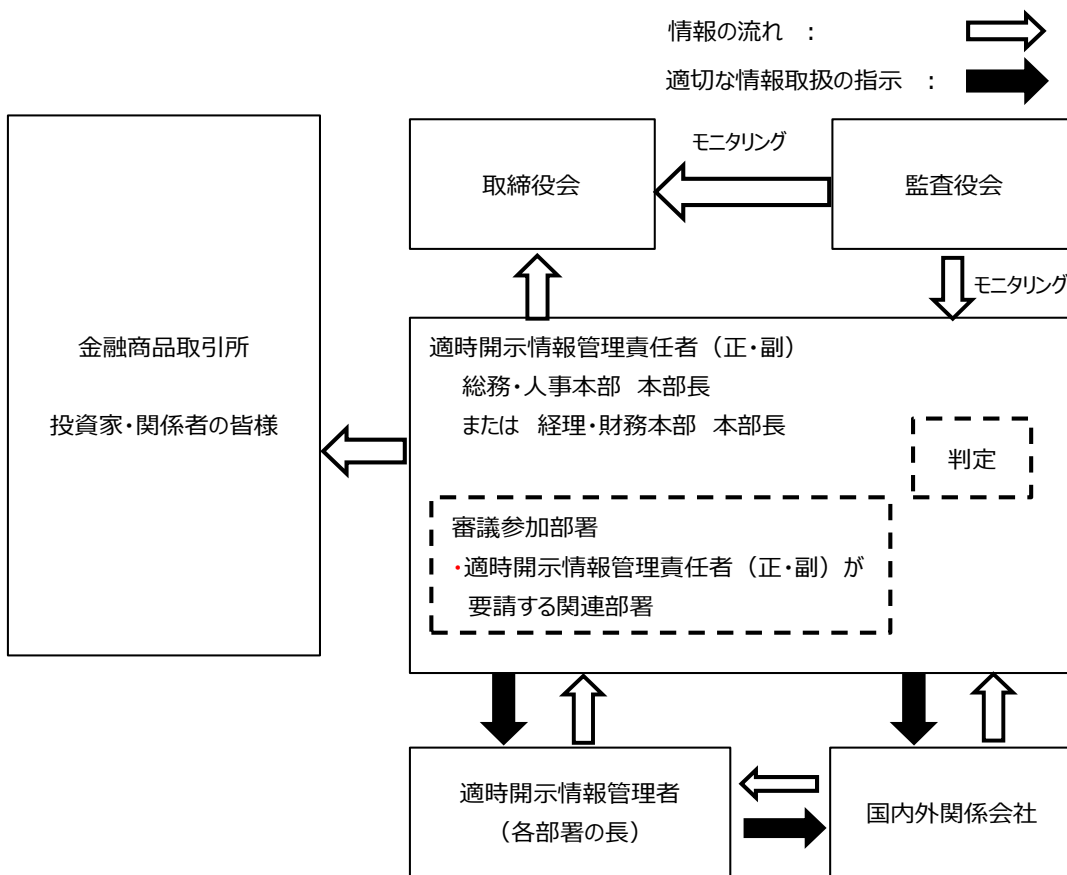 情報の流れ ：
適切な情報取扱の指示 ：
モニタリング
取締役会
監査役会
モニタリング
金融商品取引所
投資家・関係者の皆様
適時開示情報管理責任者（正・副）
総務・人事本部 本部長
または 経理・財務本部 本部長
判定
審議参加部署
・適時開示情報管理責任者（正・副）が
要請する関連部署
適時開示情報管理者
（各部署の長）
国内外関係会社